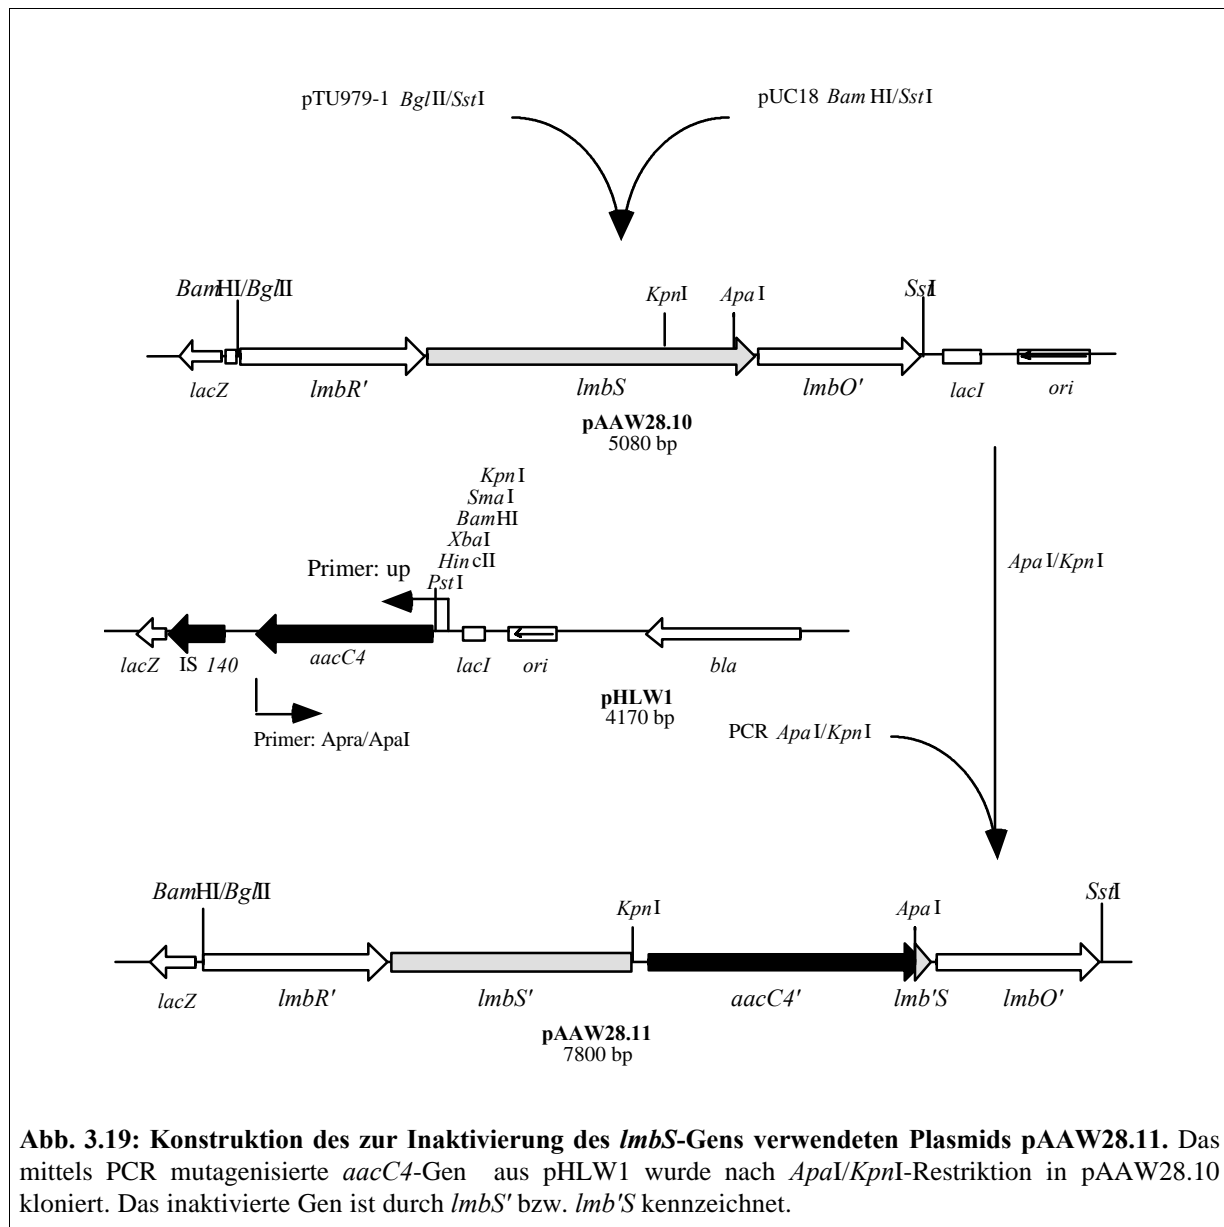 pTU979-1 BglII/SstI
pUC18 BamHI/SstI
BamHI/BglII
KpnI
ApaI
SstI
lacZ
lmbR'
lmbS
lmbO'
lacI
ori
pAAW28.10
5080 bp
KpnI
SmaI
BamHI
XbaI
HincII
PstI
Primer: up
ApaI/KpnI
lacZ
IS 140
aacC4
lacI
ori
bla
pHLW1
4170 bp
Primer: Apra/ApaI
PCR ApaI/KpnI
BamHI/BglII
KpnI
ApaI
SstI
lacZ
lmbR'
lmbS'
aacC4'
lmb'S
lmbO'
pAAW28.11
7800 bp
Abb. 3.19: Konstruktion des zur Inaktivierung des lmbS-Gens verwendeten Plasmids pAAW28.11. Das
mittels PCR mutagenisierte aacC4-Gen aus pHLW1 wurde nach ApaI/KpnI-Restriktion in pAAW28.10
kloniert. Das inaktivierte Gen ist durch lmbS' bzw. lmb'S kennzeichnet.